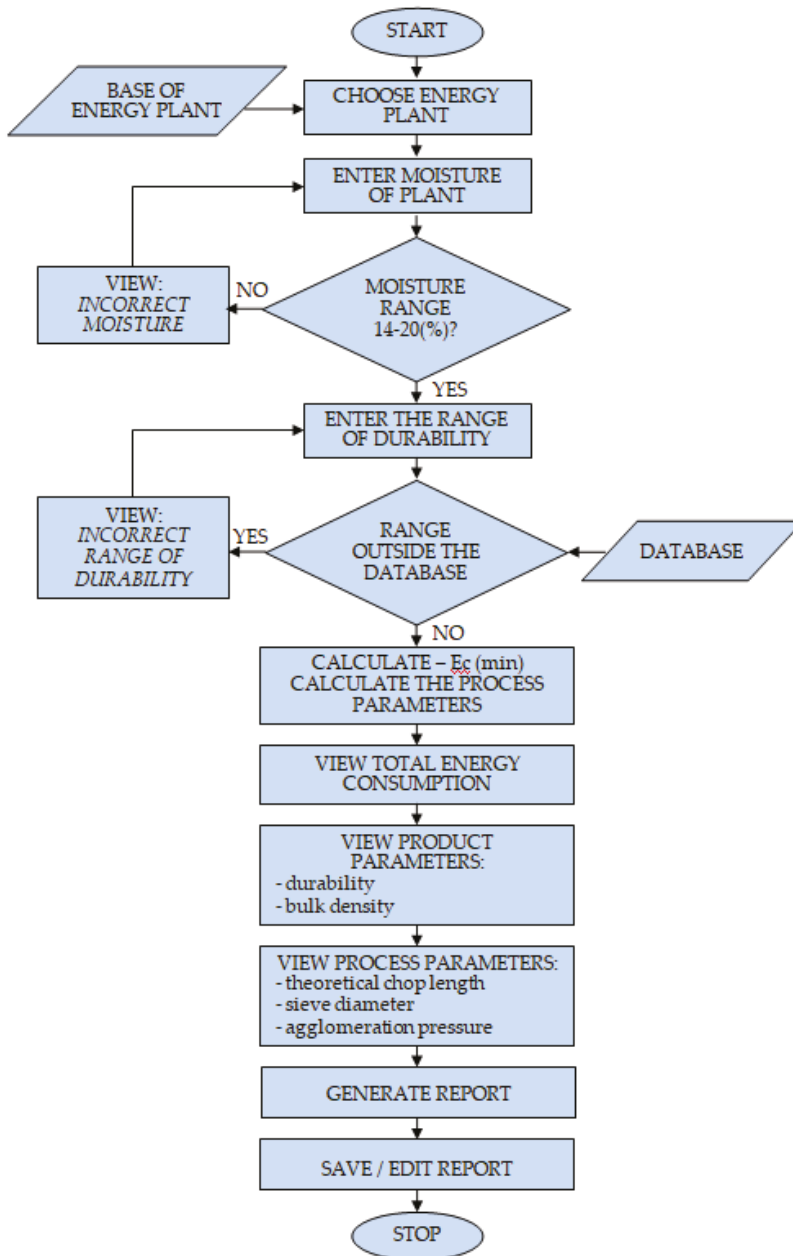 START
BASE OF
ENERGY PLANT
CHOOSE ENERGY
PLANT
ENTER MOISTURE
OF PLANT
VIEW:
INCORRECT
MOISTURE
NO
MOISTURE
RANGE
14-20(%)?
YES
ENTER THE RANGE
OF DURABILITY
VIEW:
INCORRECT
RANGE OF
DURABILITY
YES
RANGE
OUTSIDE THE
DATABASE
DATABASE
NO
CALCULATE – Ec (min)
CALCULATE THE PROCESS
PARAMETERS
VIEW TOTAL ENERGY
CONSUMPTION
VIEW PRODUCT
PARAMETERS:
- durability
- bulk density
VIEW PROCESS PARAMETERS:
- theoretical chop length
- sieve diameter
- agglomeration pressure
GENERATE REPORT
SAVE / EDIT REPORT
STOP